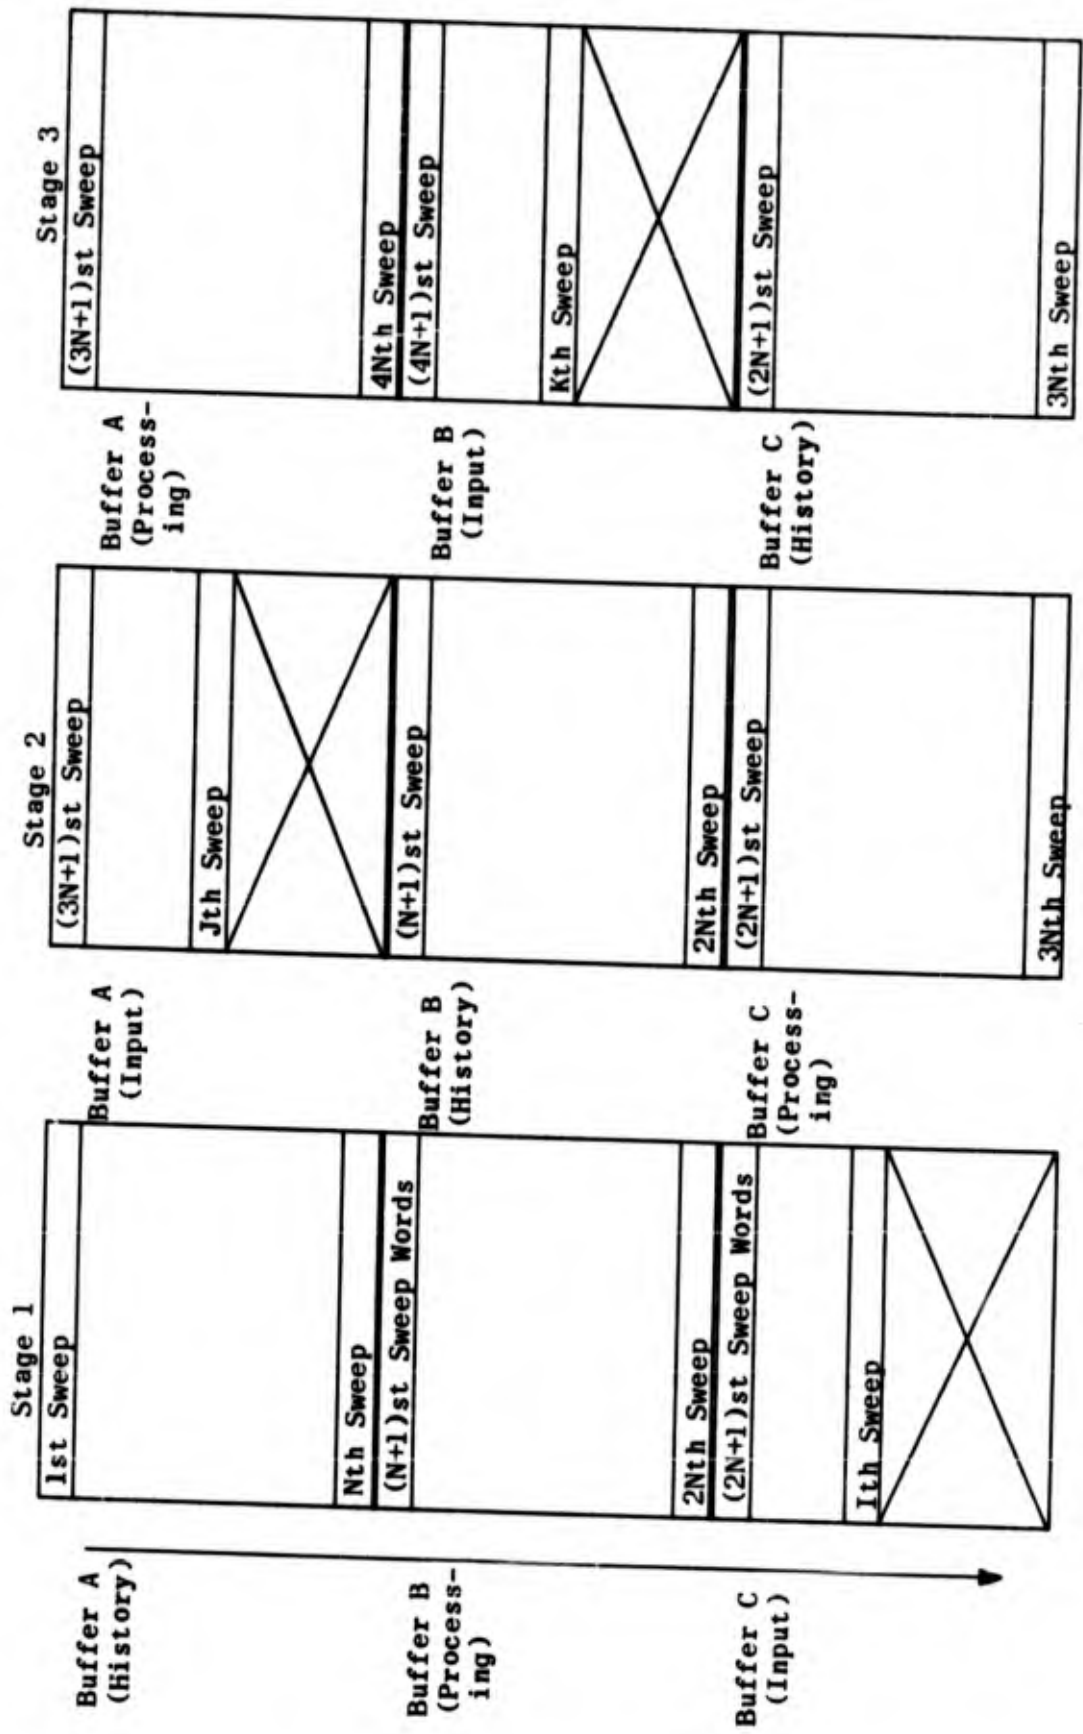 Stage 1
Buffer A
(History)
1st Sweep
Nth Sweep
Buffer B
(Process-
ing)
(N+1)st Sweep Words
2Nth Sweep
Buffer C
(Input)
(2N+1)st Sweep Words
Ith Sweep
Stage 2
Buffer A
(Input)
(3N+1)st Sweep
Jth Sweep
Buffer B
(History)
(N+1)st Sweep
2Nth Sweep
Buffer C
(Process-
ing)
(2N+1)st Sweep
3Nth Sweep
Stage 3
Buffer A
(Process-
ing)
(3N+1)st Sweep
4Nth Sweep
Buffer B
(Input)
(4N+1)st Sweep
Kth Sweep
Buffer C
(History)
(2N+1)st Sweep
3Nth Sweep